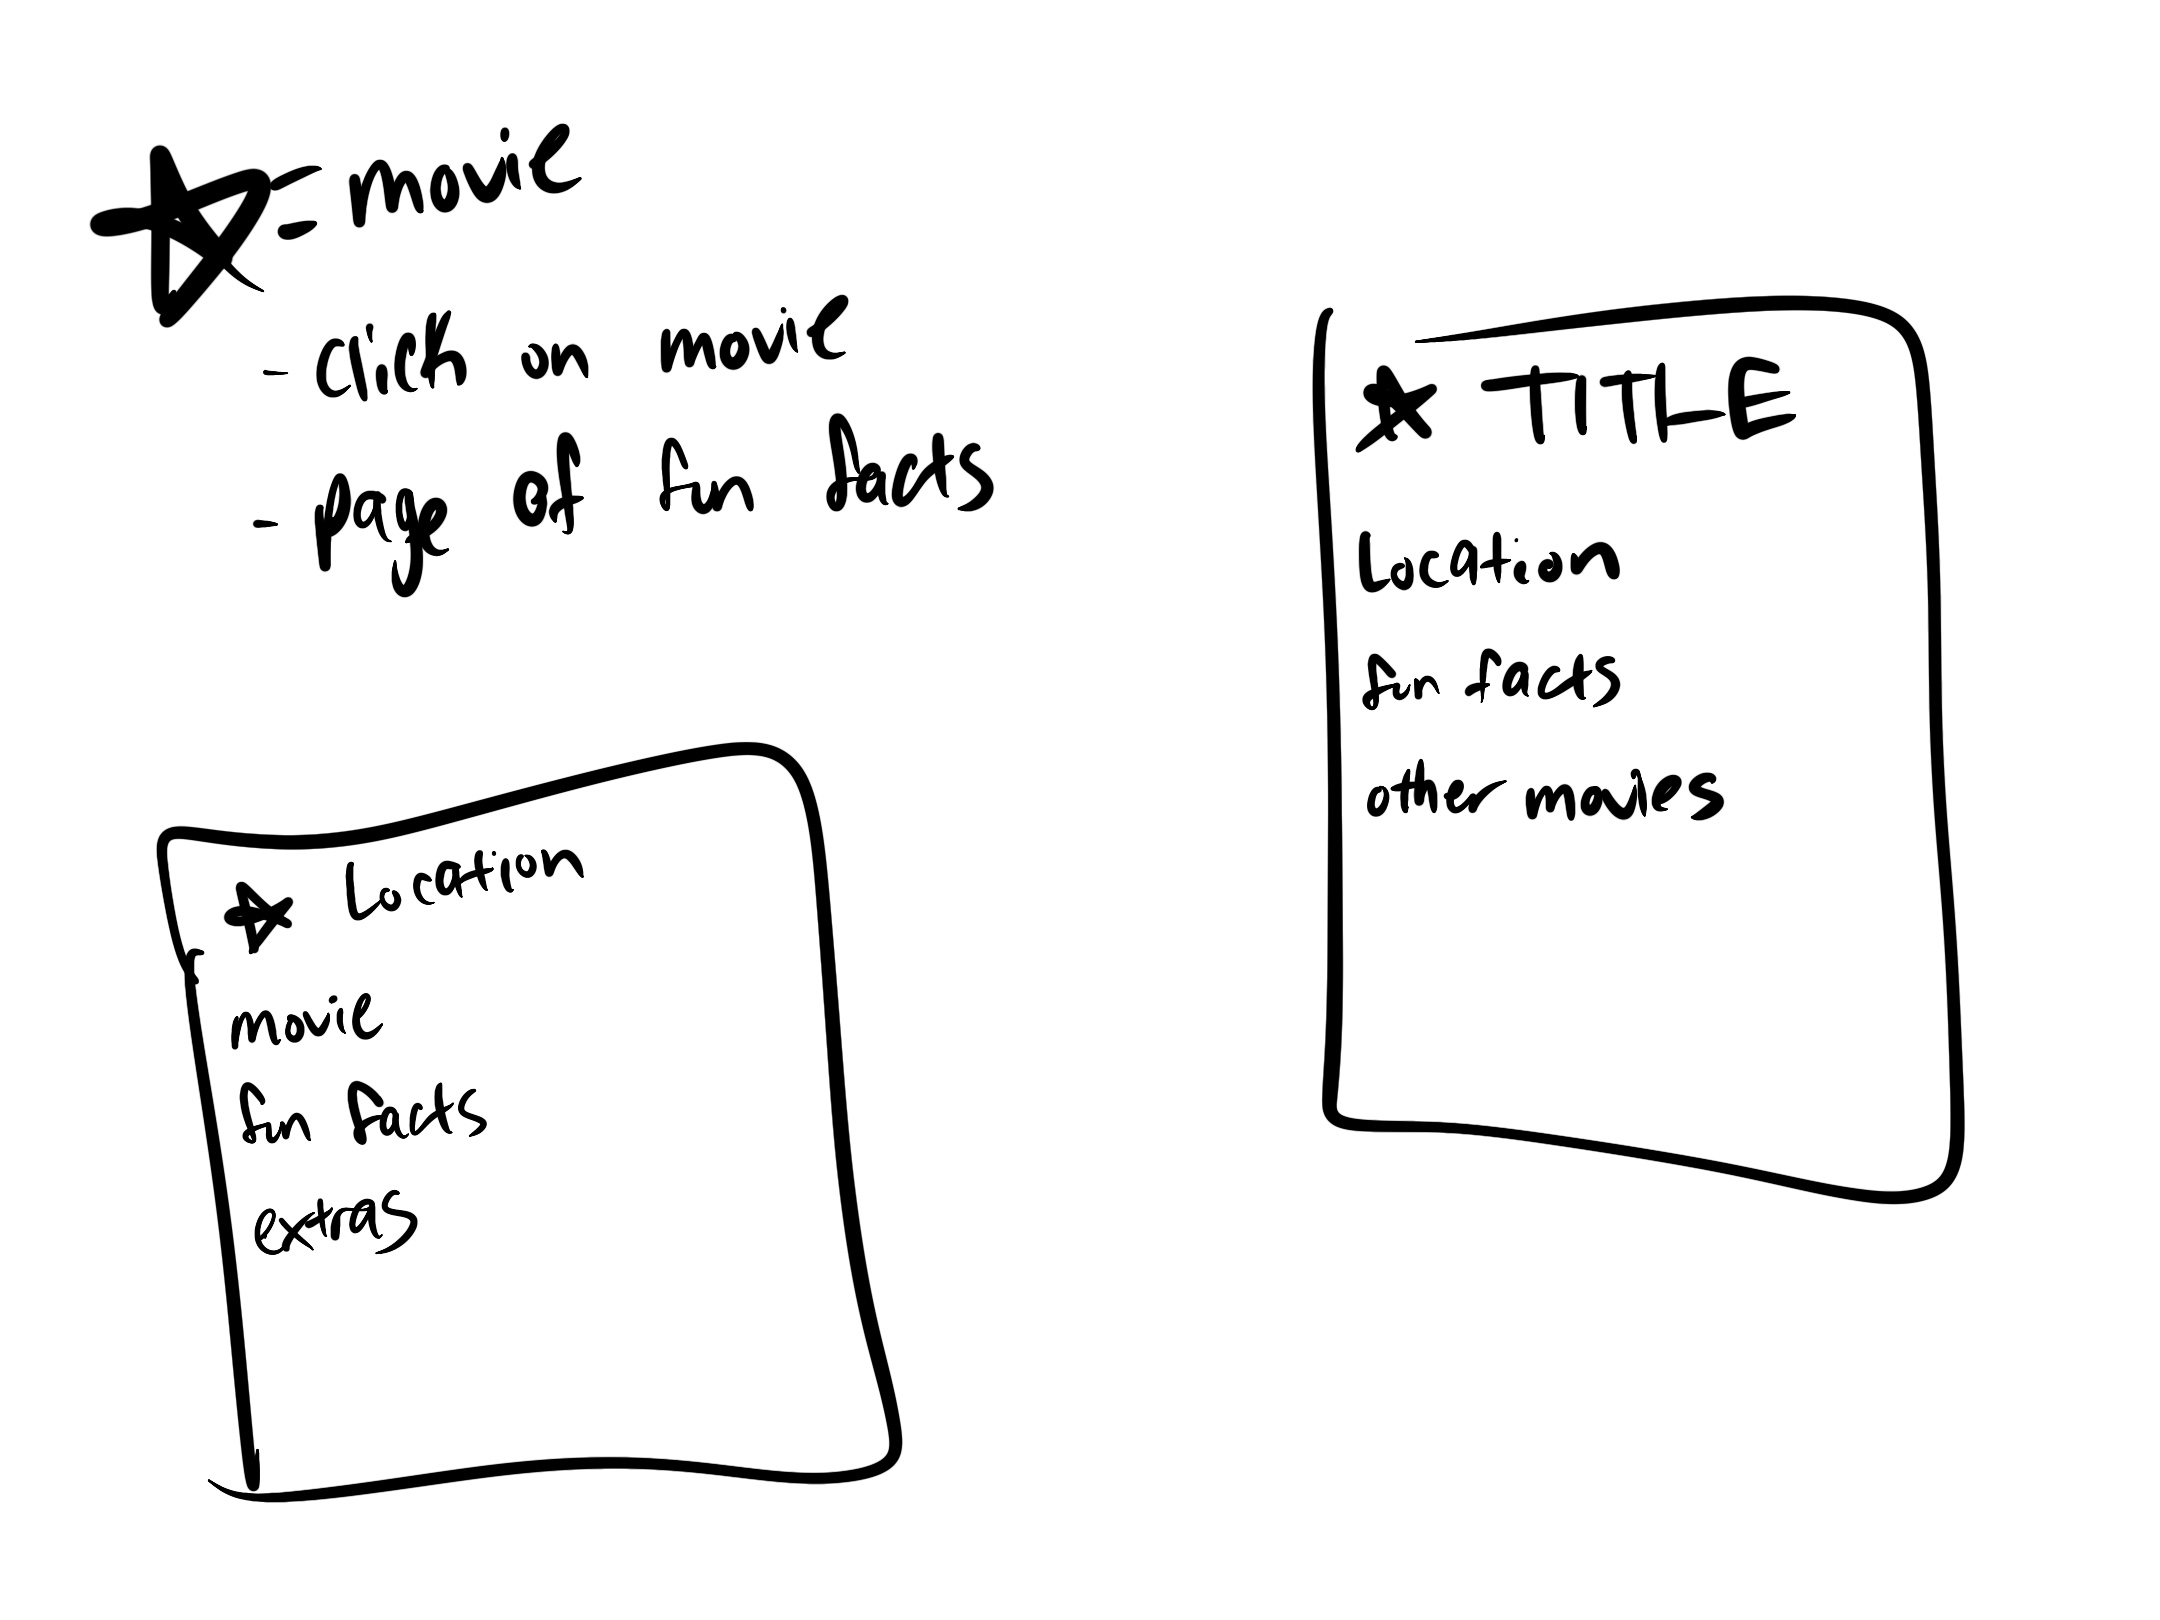 = movie
- click on movie
- page of fun facts
Location
movie
fun facts
extras
TITLE
Location
fun facts
other movies